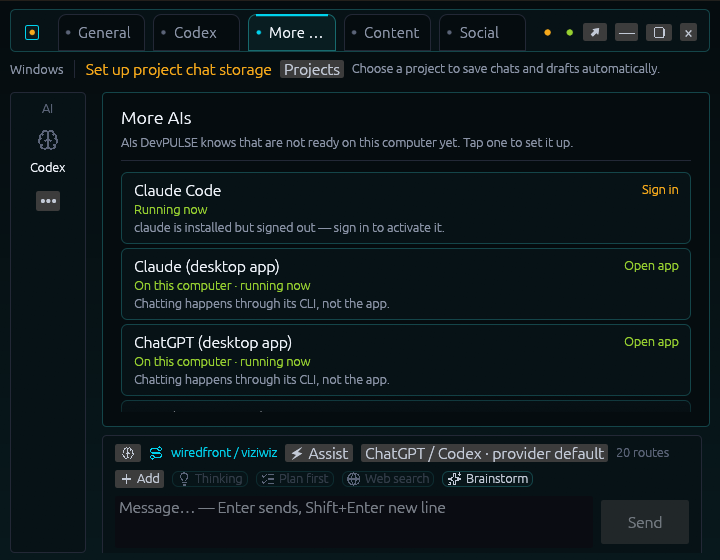 General
Codex
More ...
Content
Social
Windows
Set up project chat storage
Projects
Choose a project to save chats and drafts automatically.
AI
Codex
More AIs
AIs DevPULSE knows that are not ready on this computer yet. Tap one to set it up.
Claude Code
Sign in
Running now
claude is installed but signed out — sign in to activate it.
Claude (desktop app)
Open app
On this computer · running now
Chatting happens through its CLI, not the app.
ChatGPT (desktop app)
Open app
On this computer · running now
Chatting happens through its CLI, not the app.
wiredfront / viziwiz
Assist
ChatGPT / Codex · provider default
20 routes
+ Add
Thinking
Plan first
Web search
Brainstorm
Message… — Enter sends, Shift+Enter new line
Send